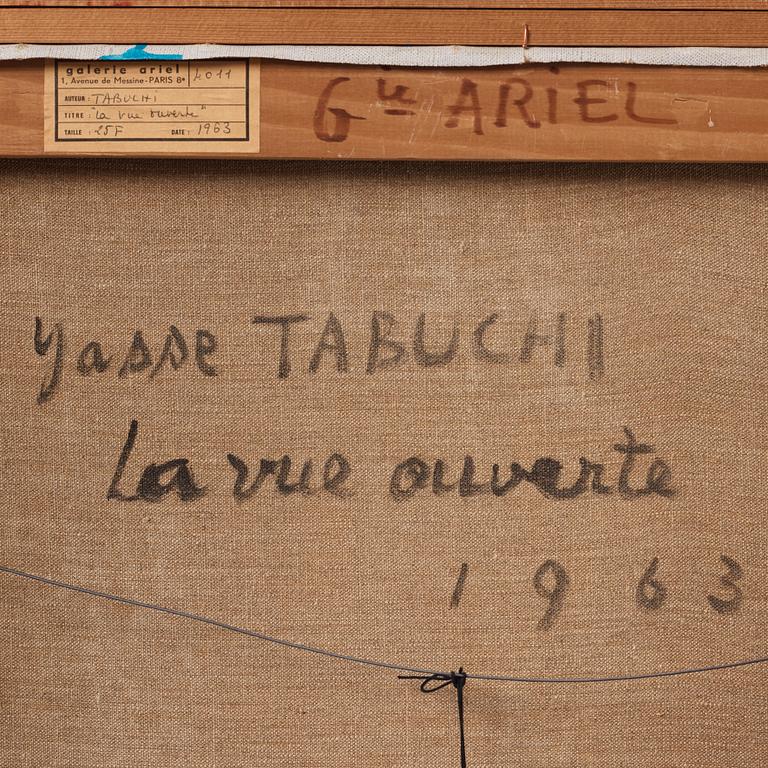 galerie ariel 4011
1, Avenue de Messine - PARIS 8e
AUTEUR : TABUCHI
TITRE : "la vue ouverte"
TAILLE : 25F DATE : 1963
Gie ARIEL
Yasse TABUCHI
La vue ouverte
1963